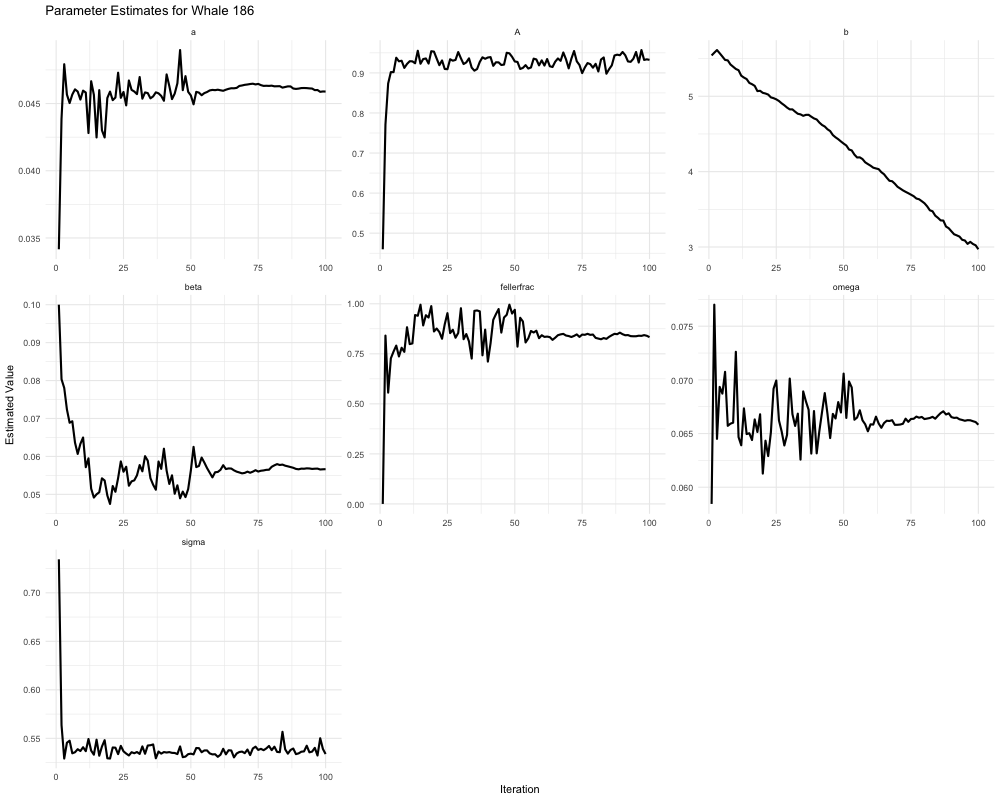 Parameter Estimates for Whale 186
a
A
b
0.045
0.040
0.035
0 25 50 75 100
0.9
0.8
0.7
0.6
0.5
0 25 50 75 100
5
4
3
0 25 50 75 100
beta
fellerfrac
omega
0.10
0.09
0.08
0.07
0.06
0.05
0 25 50 75 100
1.00
0.75
0.50
0.25
0.00
0 25 50 75 100
0.075
0.070
0.065
0.060
0 25 50 75 100
Estimated Value
sigma
0.70
0.65
0.60
0.55
0 25 50 75 100
Iteration